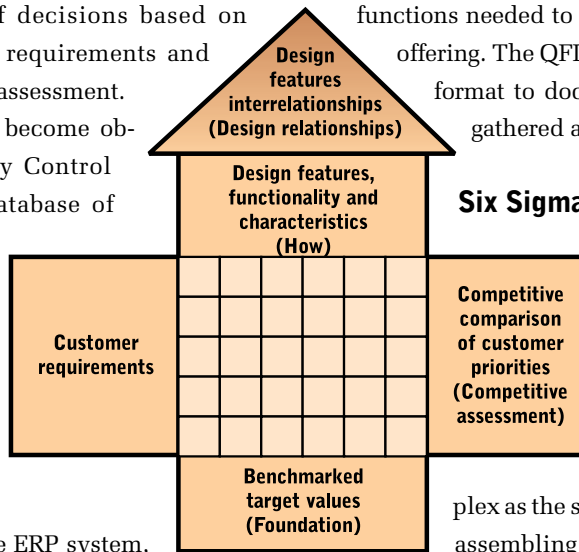 f decisions based on
requirements and
assessment.
become ob-
y Control
atabase of
functions needed to
offering. The QFD
format to doc
gathered a
Six Sigma
Design
features
interrelationships
(Design relationships)
Design features,
functionality and
characteristics
(How)
Customer
requirements
Competitive
comparison
of customer
priorities
(Competitive
assessment)
Benchmarked
target values
(Foundation)
e ERP system,
plex as the s
assembling